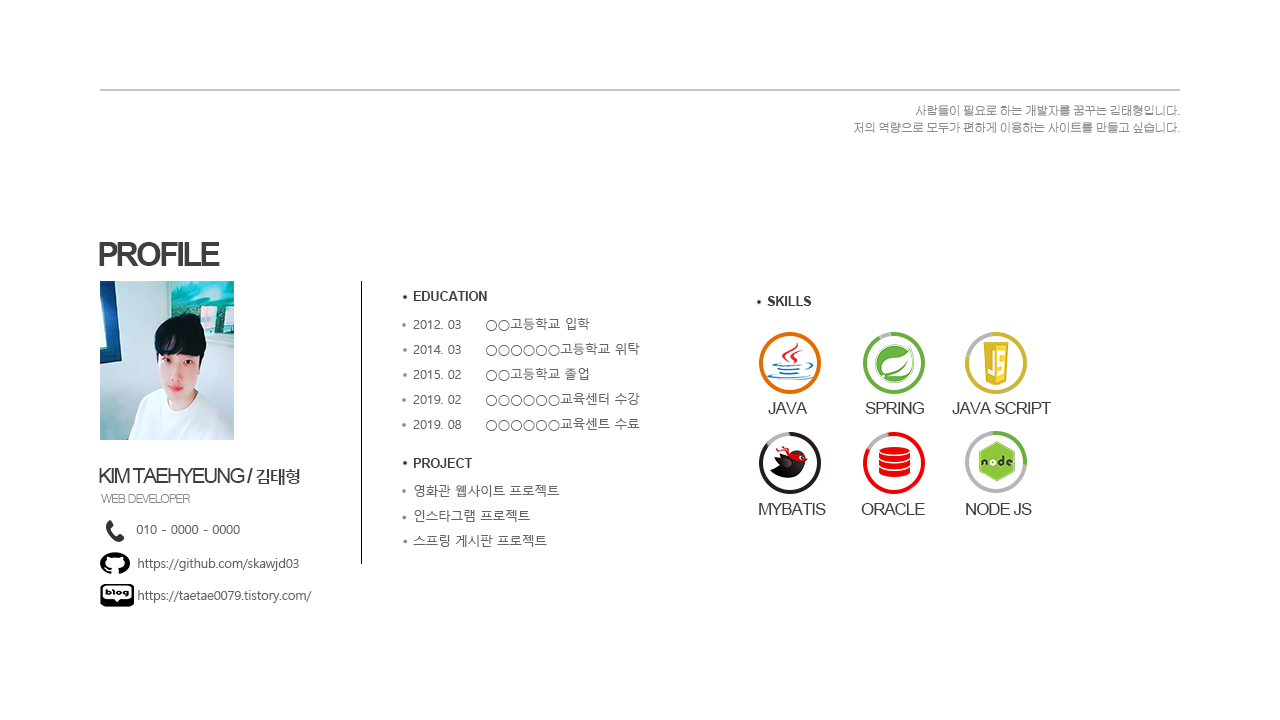 사람들이 필요로 하는 개발자를 꿈꾸는 김태형입니다.
저의 역량으로 모두가 편하게 이용하는 사이트를 만들고 싶습니다.
PROFILE
KIM TAEHYEUNG / 김태형
WEB DEVELOPER
010 - 0000 - 0000
https://github.com/skawjd03
blog
https://taetae0079.tistory.com/
• EDUCATION
• 2012. 03 ○○고등학교 입학
• 2014. 03 ○○○○○○고등학교 위탁
• 2015. 02 ○○고등학교 졸업
• 2019. 02 ○○○○○○교육센터 수강
• 2019. 08 ○○○○○○교육센트 수료
• PROJECT
• 영화관 웹사이트 프로젝트
• 인스타그램 프로젝트
• 스프링 게시판 프로젝트
• SKILLS
JS
JAVA SPRING JAVA SCRIPT
node
MYBATIS ORACLE NODE JS